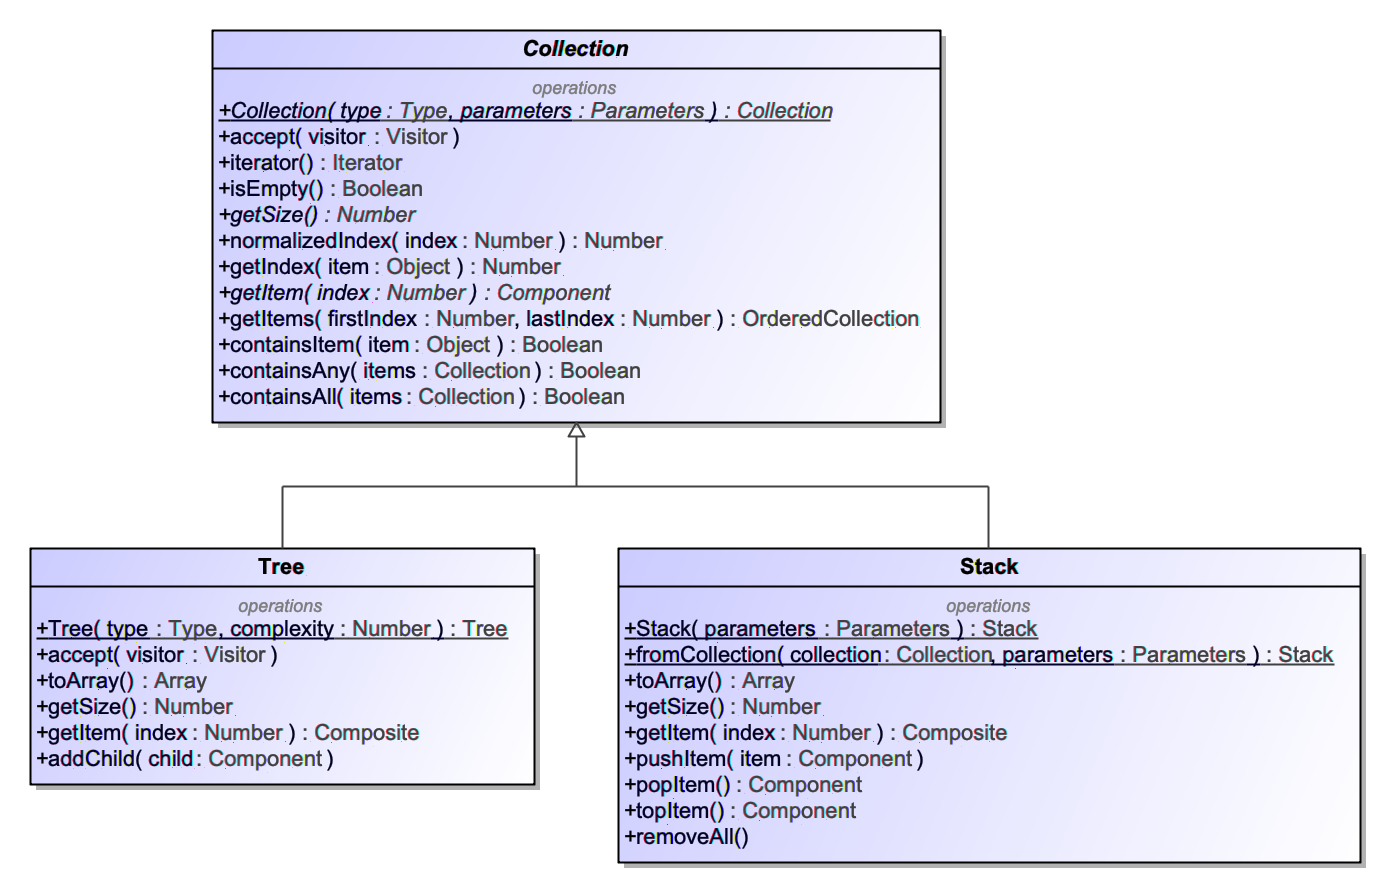 Collection
operations
+Collection( type : Type, parameters : Parameters ) : Collection
+accept( visitor : Visitor )
+iterator() : Iterator
+isEmpty() : Boolean
+getSize() : Number
+normalizedIndex( index : Number ) : Number
+getIndex( item : Object ) : Number
+getItem( index : Number ) : Component
+getItems( firstIndex : Number, lastIndex : Number ) : OrderedCollection
+containsItem( item : Object ) : Boolean
+containsAny( items : Collection ) : Boolean
+containsAll( items : Collection ) : Boolean
Tree
operations
+Tree( type : Type, complexity : Number ) : Tree
+accept( visitor : Visitor )
+toArray() : Array
+getSize() : Number
+getItem( index : Number ) : Composite
+addChild( child : Component )
Stack
operations
+Stack( parameters : Parameters ) : Stack
+fromCollection( collection : Collection, parameters : Parameters ) : Stack
+toArray() : Array
+getSize() : Number
+getItem( index : Number ) : Composite
+pushItem( item : Component )
+popItem() : Component
+topItem() : Component
+removeAll()